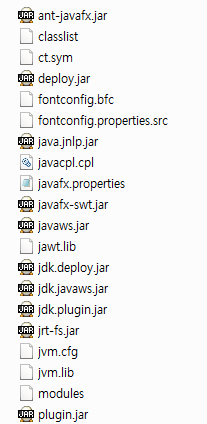 ant-javafx.jar
classlist
ct.sym
deploy.jar
fontconfig.bfc
fontconfig.properties.src
java.jnlp.jar
javacpl.cpl
javafx.properties
javafx-swt.jar
javaws.jar
jawt.lib
jdk.deploy.jar
jdk.javaws.jar
jdk.plugin.jar
jrt-fs.jar
jvm.cfg
jvm.lib
modules
plugin.jar